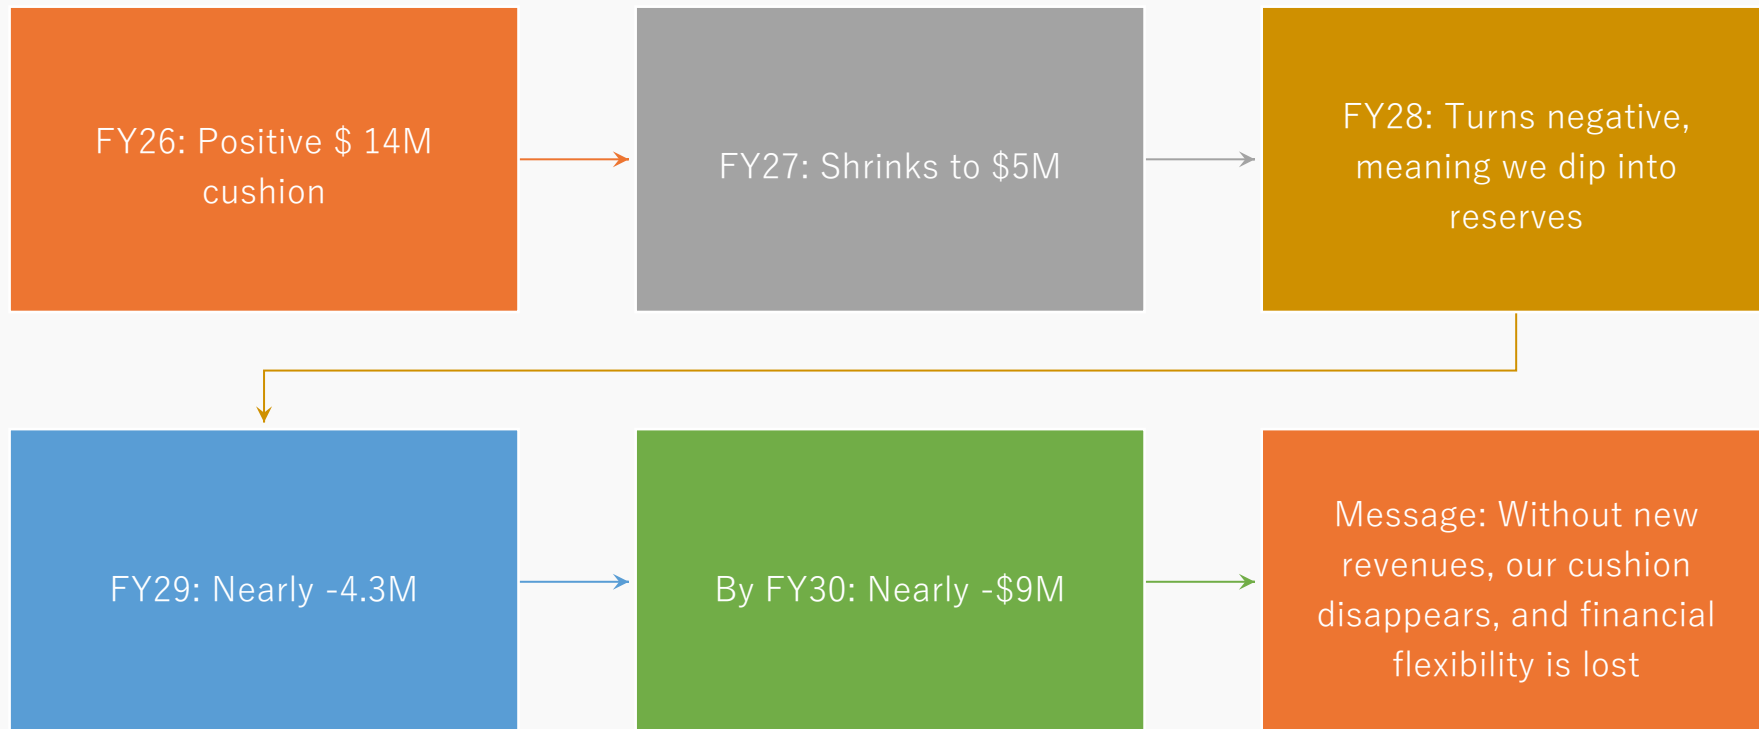 FY26: Positive $ 14M
cushion
FY27: Shrinks to $5M
FY28: Turns negative,
meaning we dip into
reserves
FY29: Nearly -4.3M
By FY30: Nearly -$9M
Message: Without new
revenues, our cushion
disappears, and financial
flexibility is lost